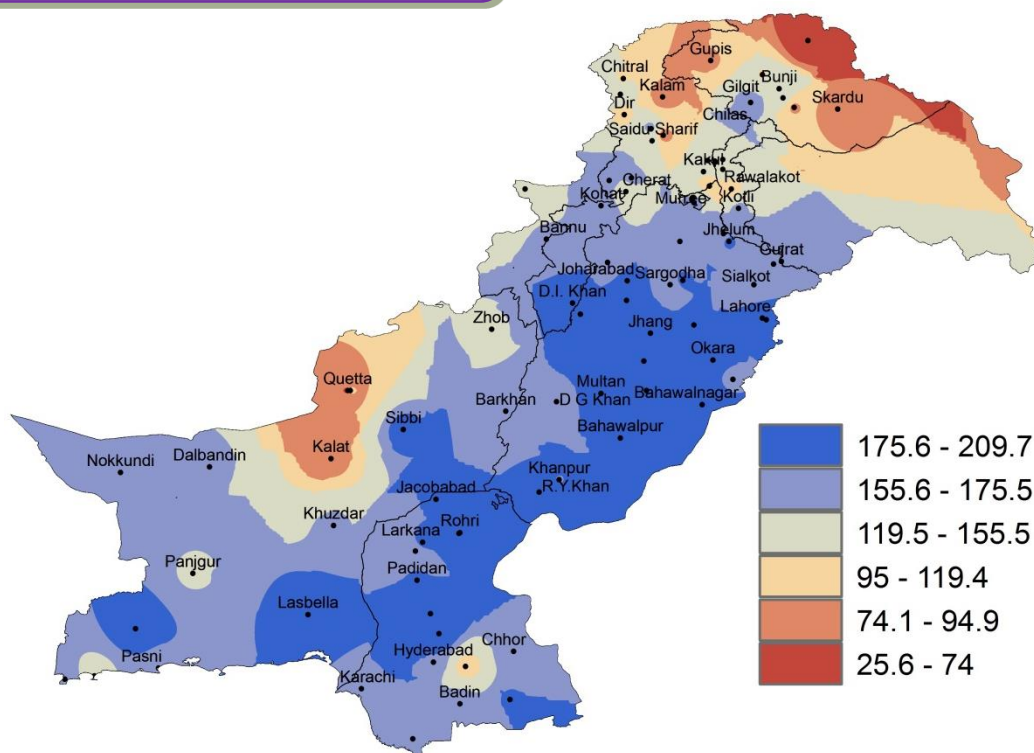 Gupis
Chitral
Bunji
Gilgit
Kalam
Skardu
Dir
Chilas
Saidu Sharif
Kakul
Cherat
Rawalakot
Kohat
Murree
Kotli
Bannu
Jhelum
Gujrat
Joharabad
Sargodha
Sialkot
D.I. Khan
Lahore
Zhob
Jhang
Okara
Quetta
Multan
Bahawalnagar
Barkhan
D G Khan
Sibbi
Bahawalpur
Kalat
Dalbandin
Nokkundi
Khanpur
R.Y.Khan
Jacobabad
Khuzdar
Rohri
Larkana
Panjgur
Padidan
Lasbella
Chhor
Hyderabad
Pasni
Karachi
Badin
175.6 - 209.7
155.6 - 175.5
119.5 - 155.5
95 - 119.4
74.1 - 94.9
25.6 - 74